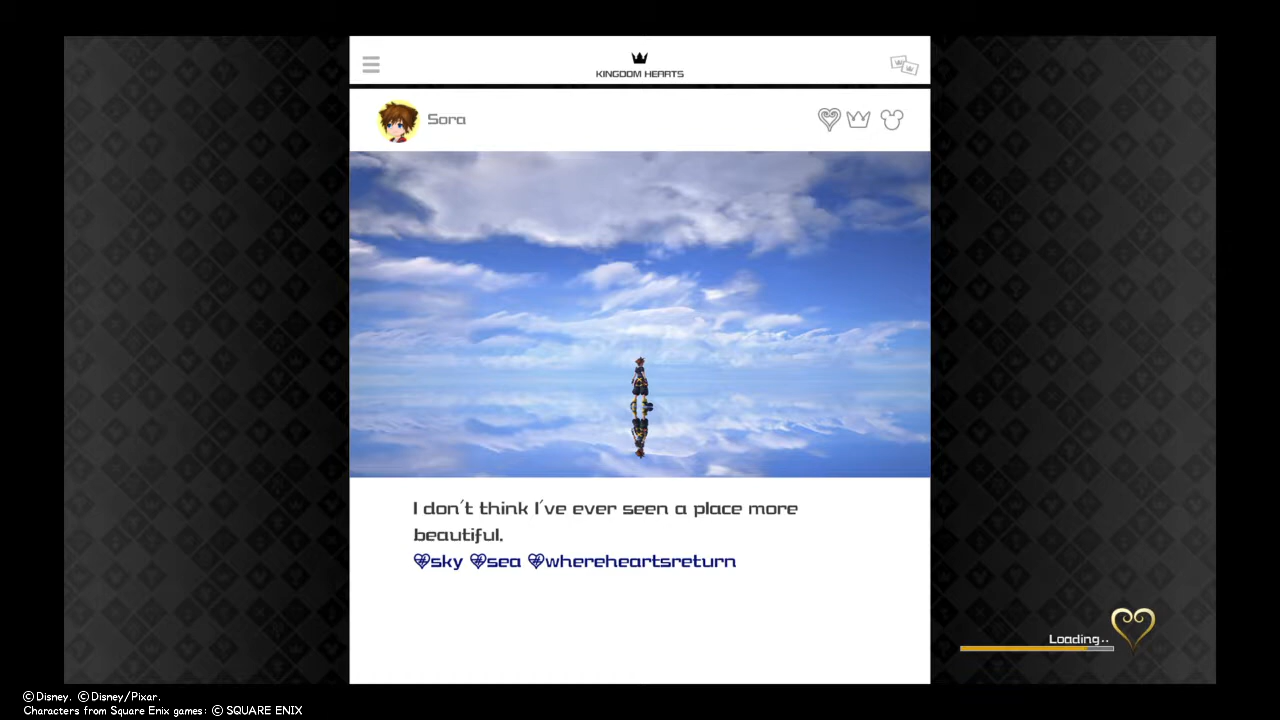 KINGDOM HEARTS
Sora
I don't think I've ever seen a place more
beautiful.
#sky #sea #whereheartsreturn
Loading..
©Disney. ©Disney/Pixar.
Characters from Square Enix games: © SQUARE ENIX